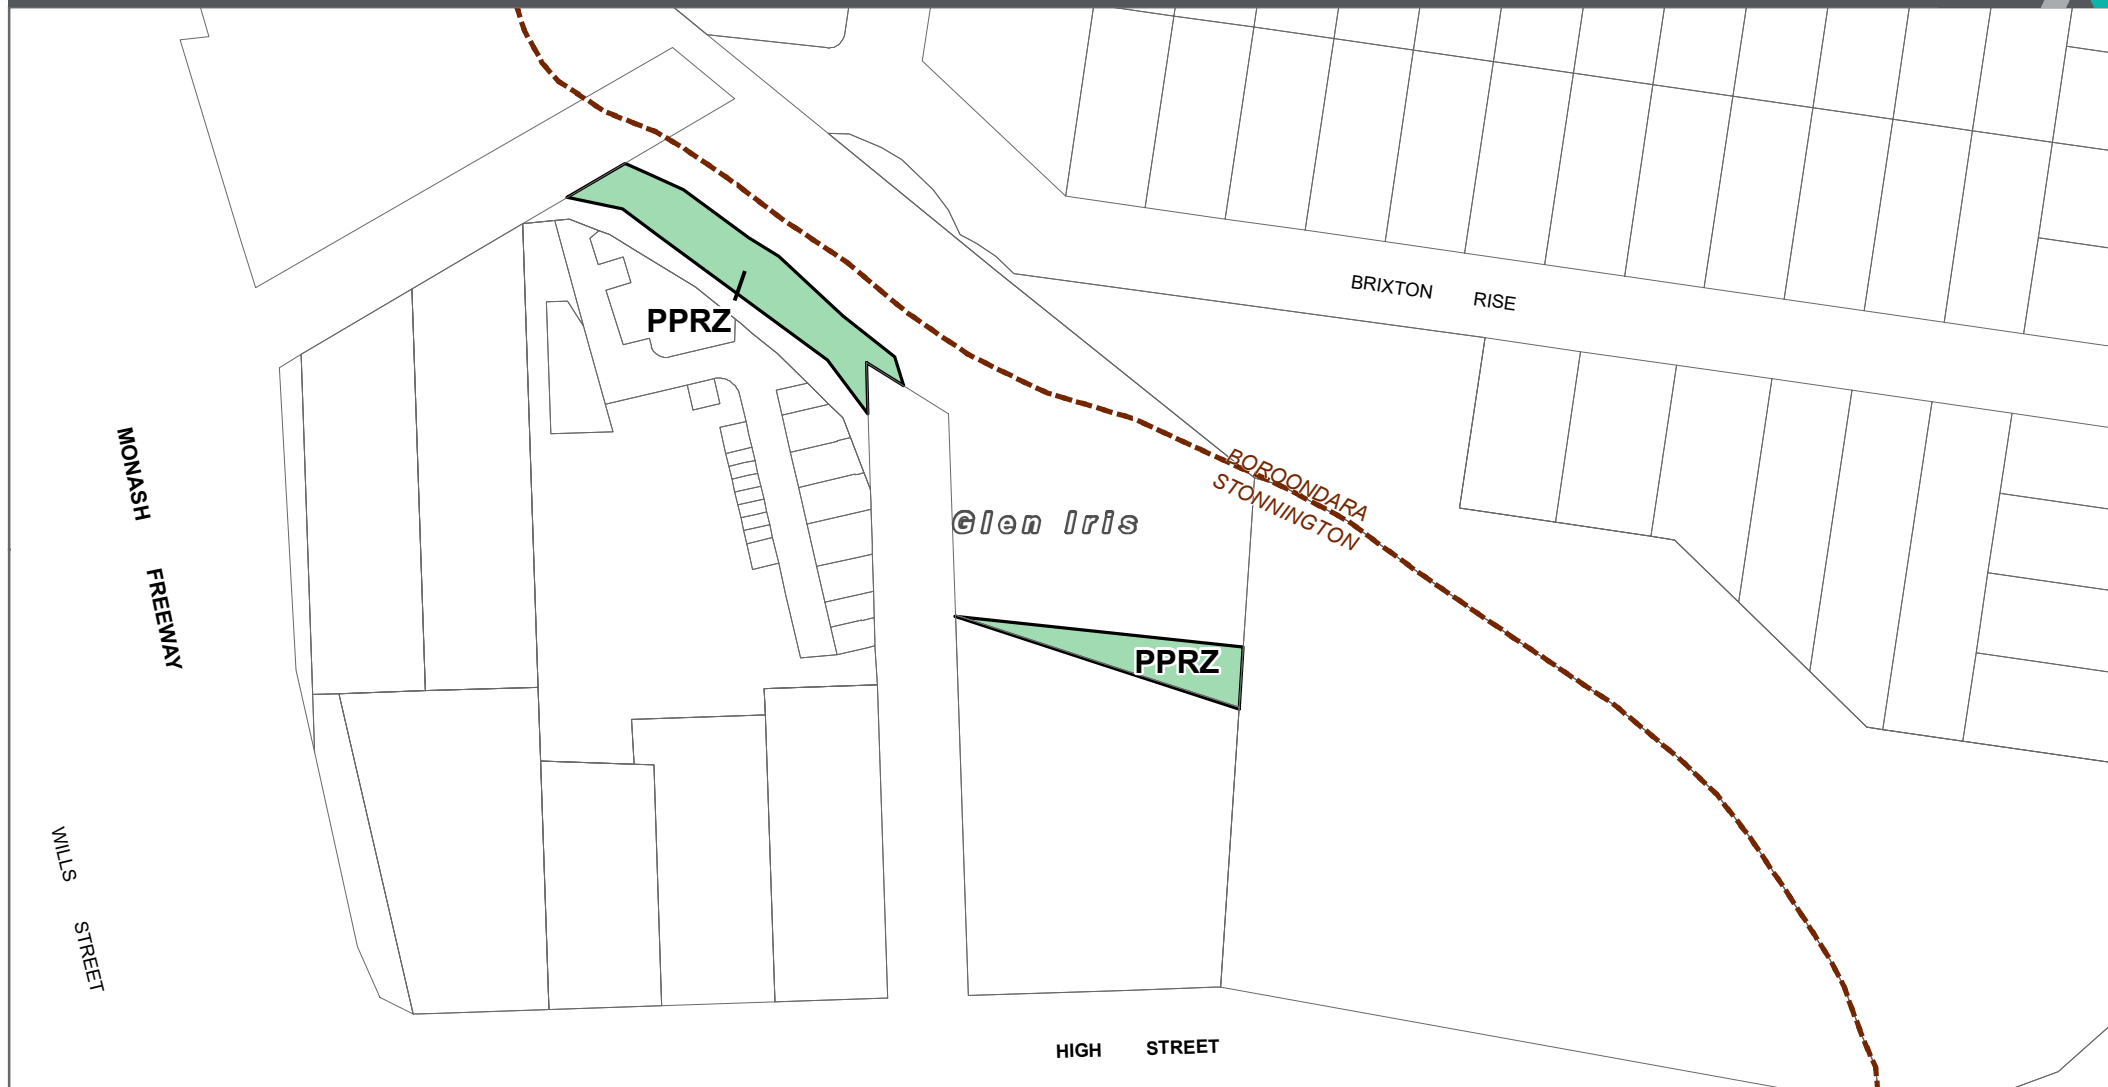 BRIXTON RISE
PPRZ
MONASH FREEWAY
BOROONDARA
STONNINGTON
Glen Iris
PPRZ
WILLS STREET
HIGH STREET